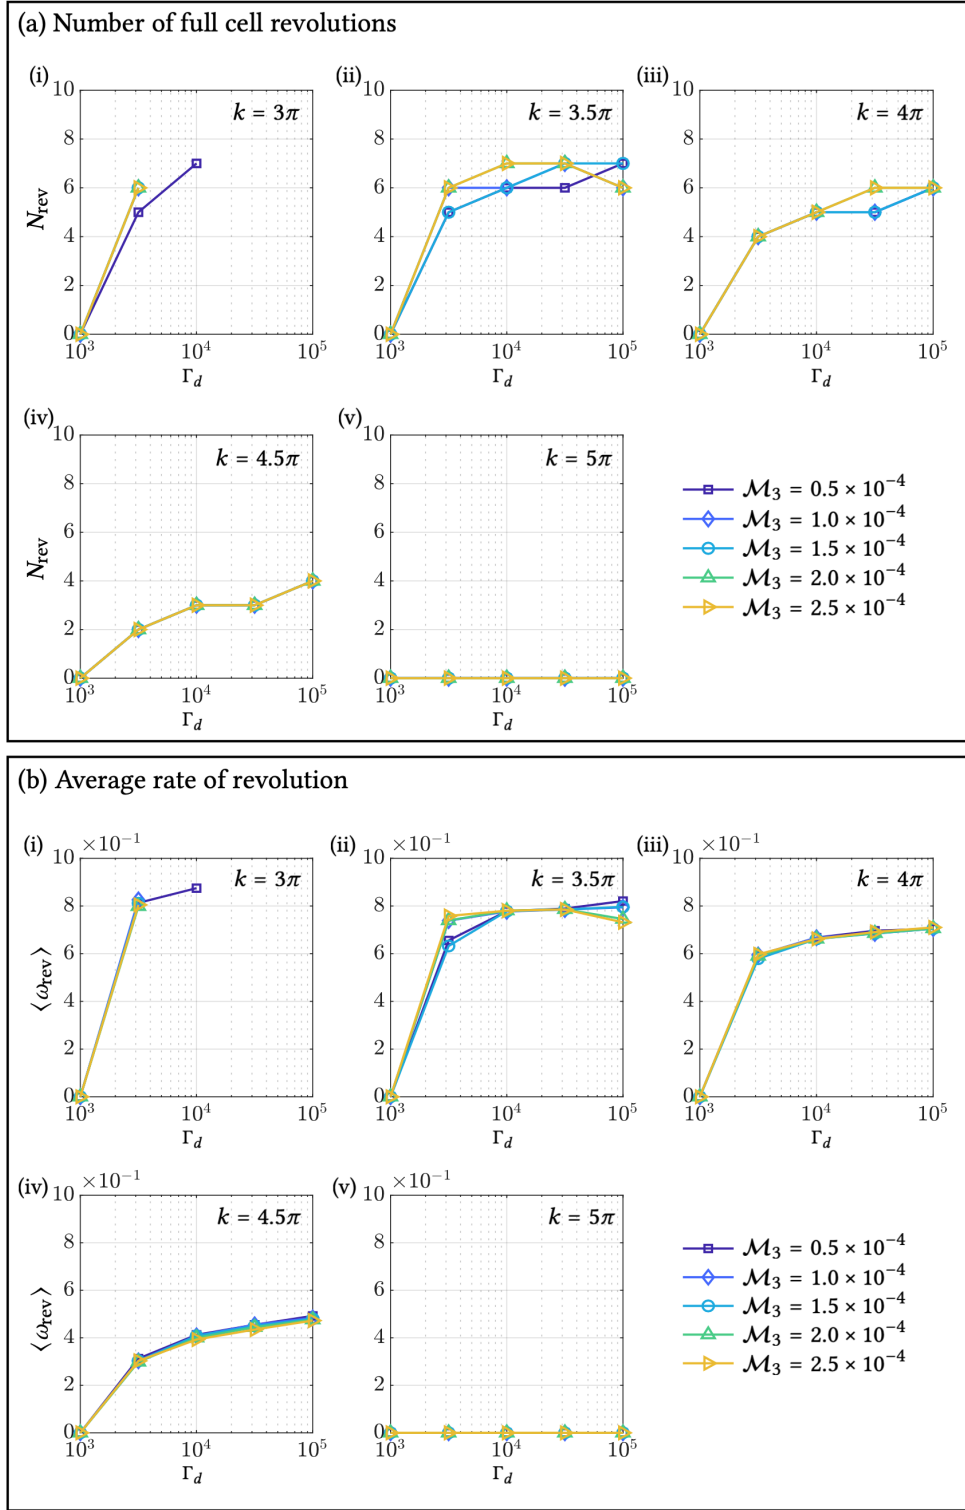 (a) Number of full cell revolutions
(i) (ii) (iii)
10 8 6 4 2 0
N_rev
k = 3π
10^3 10^4 10^5
Γ_d
10 8 6 4 2 0
k = 3.5π
10^3 10^4 10^5
Γ_d
10 8 6 4 2 0
k = 4π
10^3 10^4 10^5
Γ_d
(iv) (v)
10 8 6 4 2 0
N_rev
k = 4.5π
10^3 10^4 10^5
Γ_d
10 8 6 4 2 0
k = 5π
10^3 10^4 10^5
Γ_d
ℳ_3 = 0.5 × 10^−4
ℳ_3 = 1.0 × 10^−4
ℳ_3 = 1.5 × 10^−4
ℳ_3 = 2.0 × 10^−4
ℳ_3 = 2.5 × 10^−4
(b) Average rate of revolution
(i) ×10^−1 (ii) ×10^−1 (iii) ×10^−1
10 8 6 4 2 0
⟨ω_rev⟩
k = 3π
10^3 10^4 10^5
Γ_d
10 8 6 4 2 0
k = 3.5π
10^3 10^4 10^5
Γ_d
10 8 6 4 2 0
k = 4π
10^3 10^4 10^5
Γ_d
(iv) ×10^−1 (v) ×10^−1
10 8 6 4 2 0
⟨ω_rev⟩
k = 4.5π
10^3 10^4 10^5
Γ_d
10 8 6 4 2 0
k = 5π
10^3 10^4 10^5
Γ_d
ℳ_3 = 0.5 × 10^−4
ℳ_3 = 1.0 × 10^−4
ℳ_3 = 1.5 × 10^−4
ℳ_3 = 2.0 × 10^−4
ℳ_3 = 2.5 × 10^−4